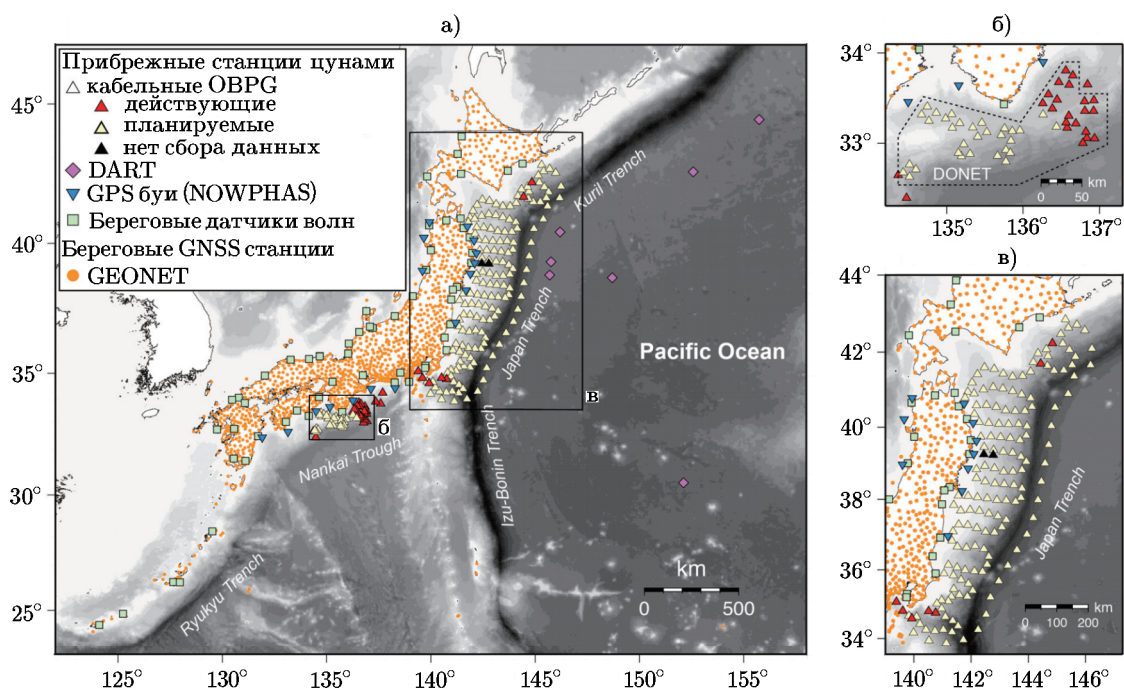 а)
Прибрежные станции цунами
кабельные OBPG
действующие
планируемые
нет сбора данных
DART
GPS буи (NOWPHAS)
Береговые датчики волн
Береговые GNSS станции
GEONET
45°
40°
35°
30°
25°
125°
130°
135°
140°
145°
150°
155°
Kuril Trench
Japan Trench
Pacific Ocean
Izu-Bonin Trench
Nankai Trough
Ryukyu Trench
в
б
km
0 500
б)
34°
33°
DONET
km
0 50
135°
136°
137°
в)
44°
42°
40°
38°
36°
34°
Japan Trench
km
0 100 200
140°
142°
144°
146°